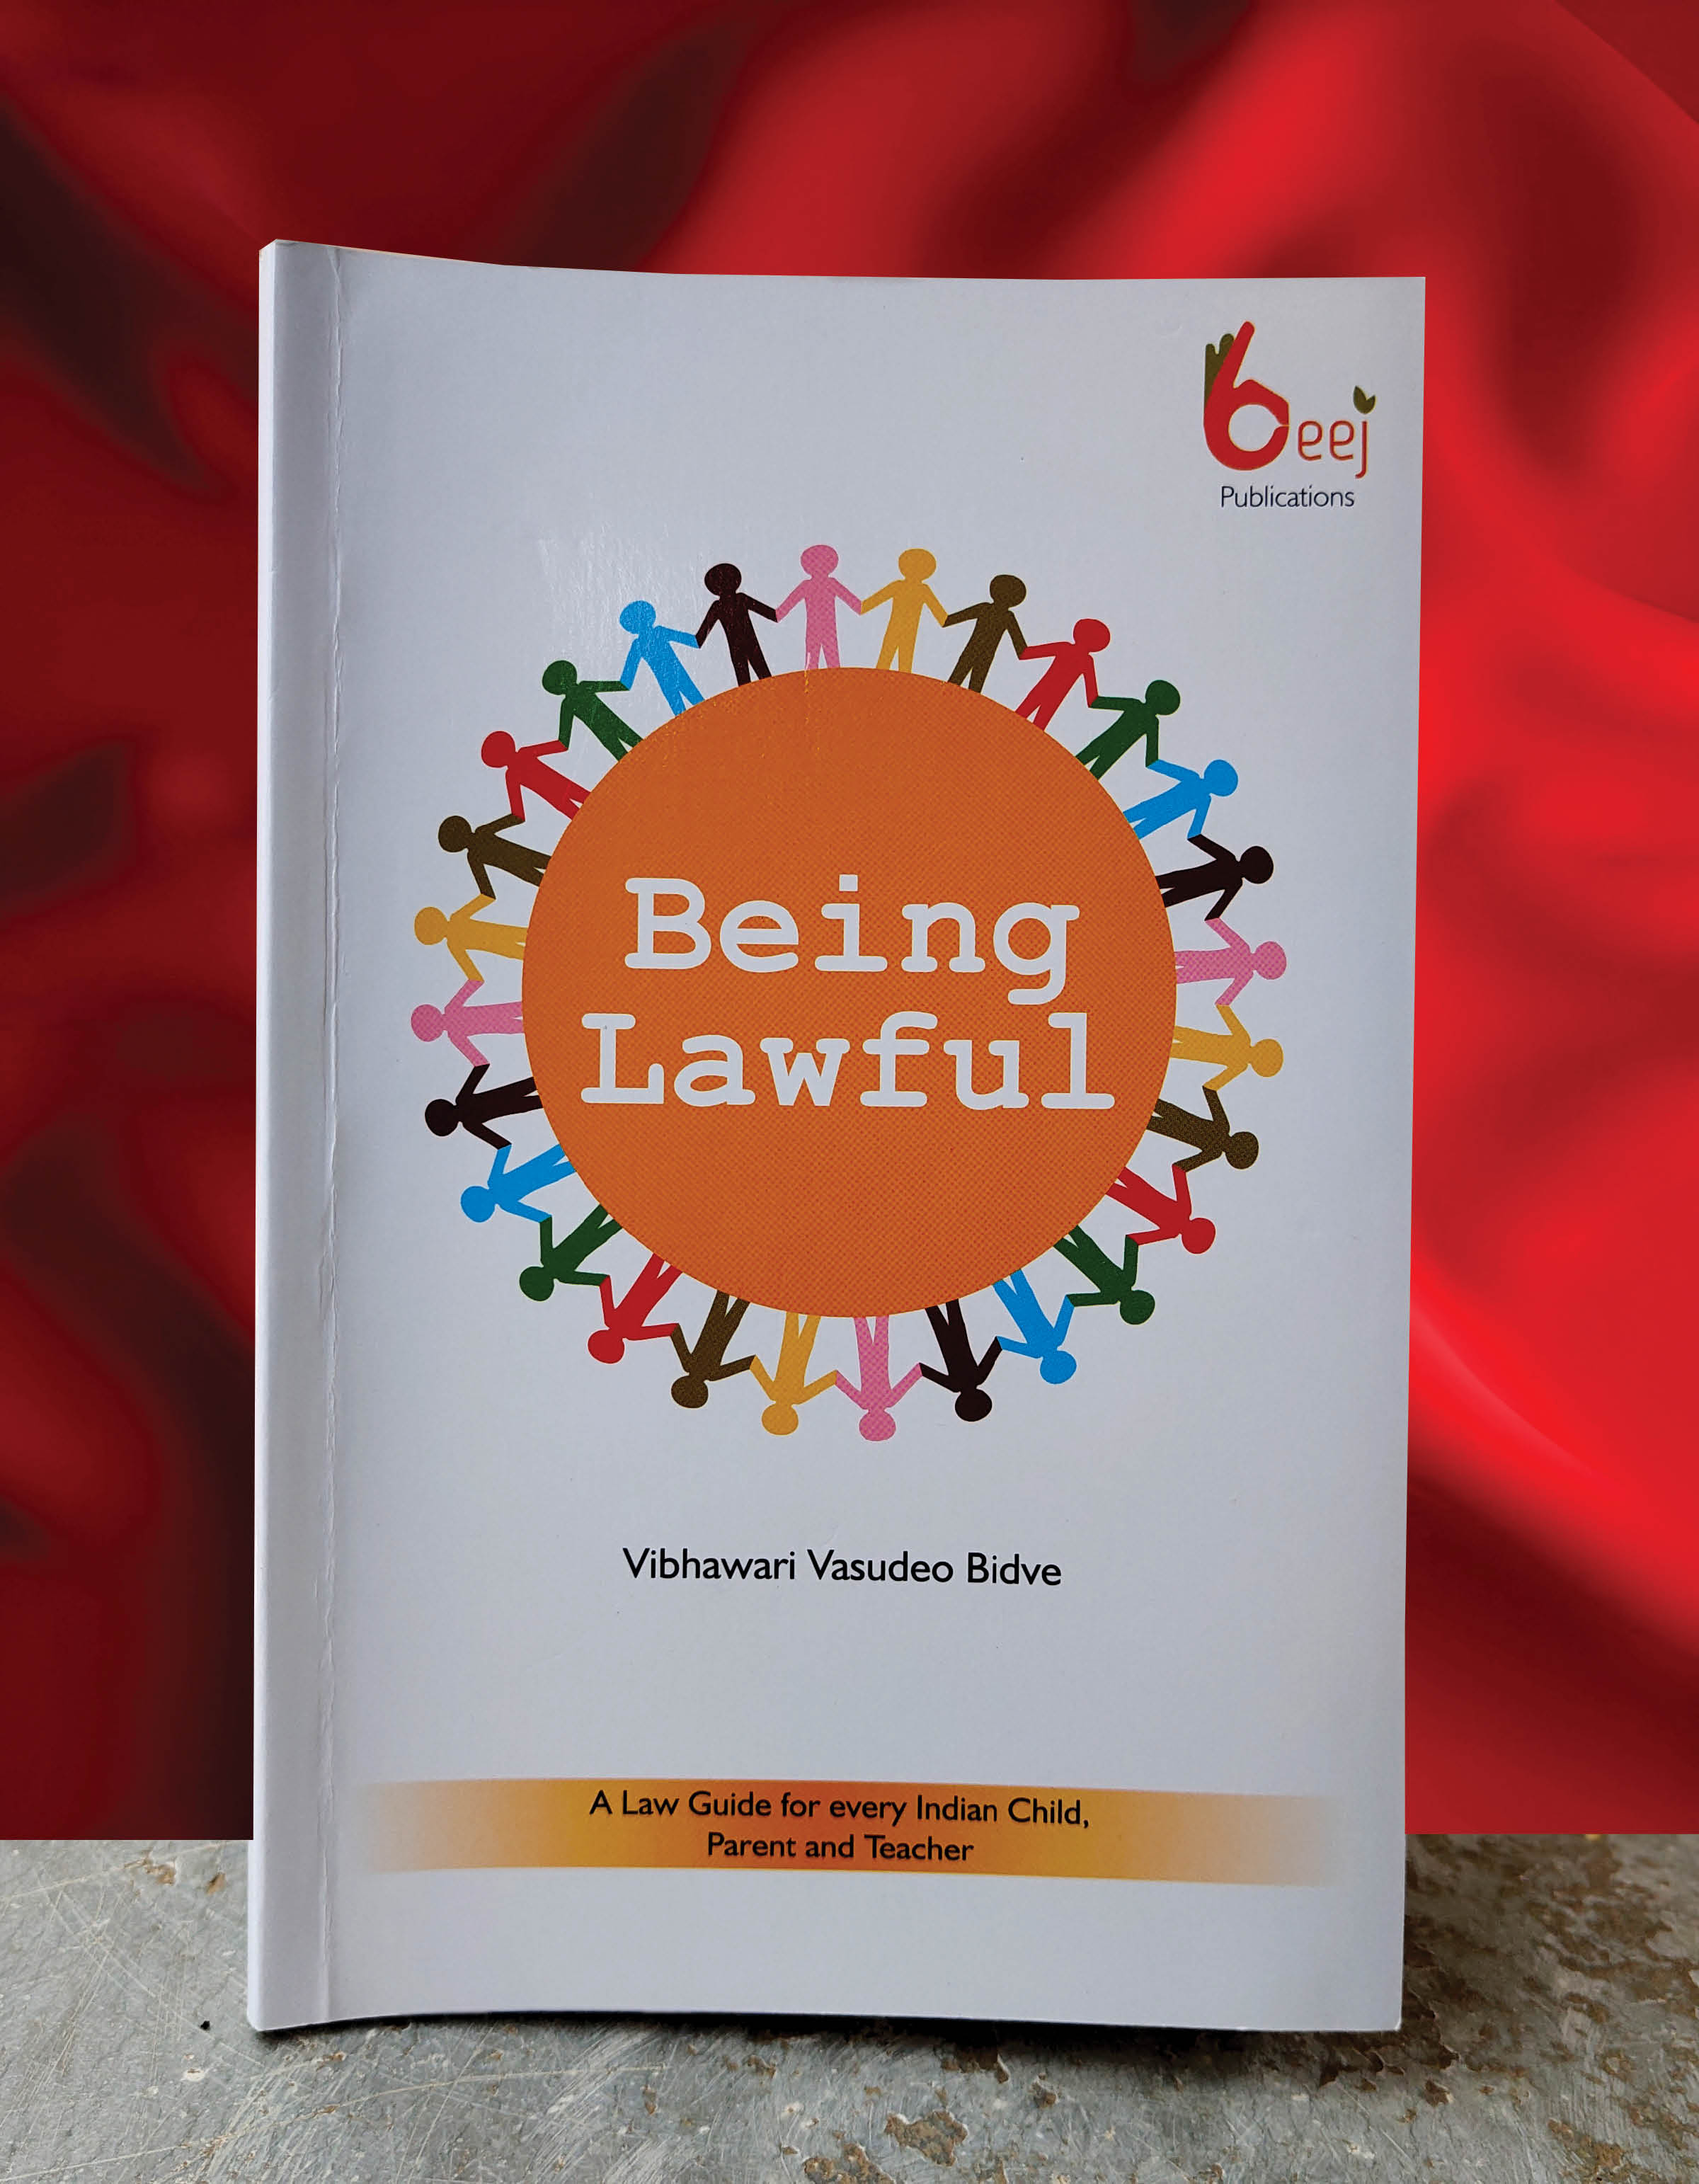 beej
Publications
Being
Lawful
Vibhawari Vasudeo Bidve
A Law Guide for every Indian Child,
Parent and Teacher